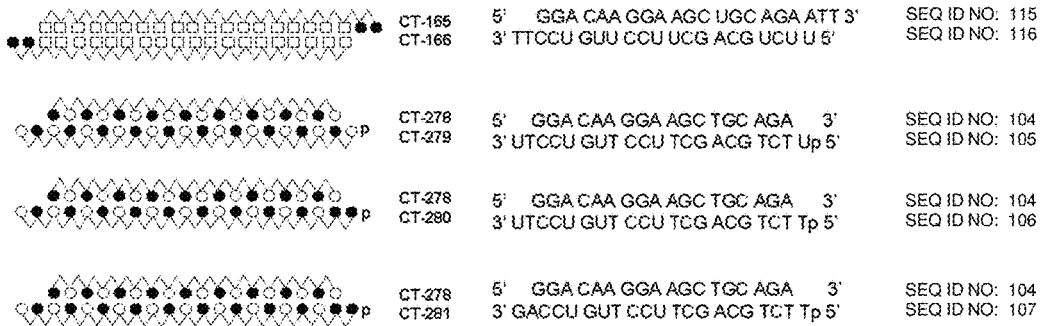 CT-165 5' GGA CAA GGA AGC UGC AGA ATT 3' SEQ ID NO: 115
CT-166 3' TTCCU GUU CCU UCG ACG UCU U 5' SEQ ID NO: 116
CT-278 5' GGA CAA GGA AGC TGC AGA 3' SEQ ID NO: 104
p CT-279 3' UTCCU GUT CCU TCG ACG TCT Up 5' SEQ ID NO: 105
CT-278 5' GGA CAA GGA AGC TGC AGA 3' SEQ ID NO: 104
p CT-280 3' UTCCU GUT CCU TCG ACG TCT Tp 5' SEQ ID NO: 106
CT-278 5' GGA CAA GGA AGC TGC AGA 3' SEQ ID NO: 104
p CT-281 3' GACCU GUT CCU TCG ACG TCT Tp 5' SEQ ID NO: 107